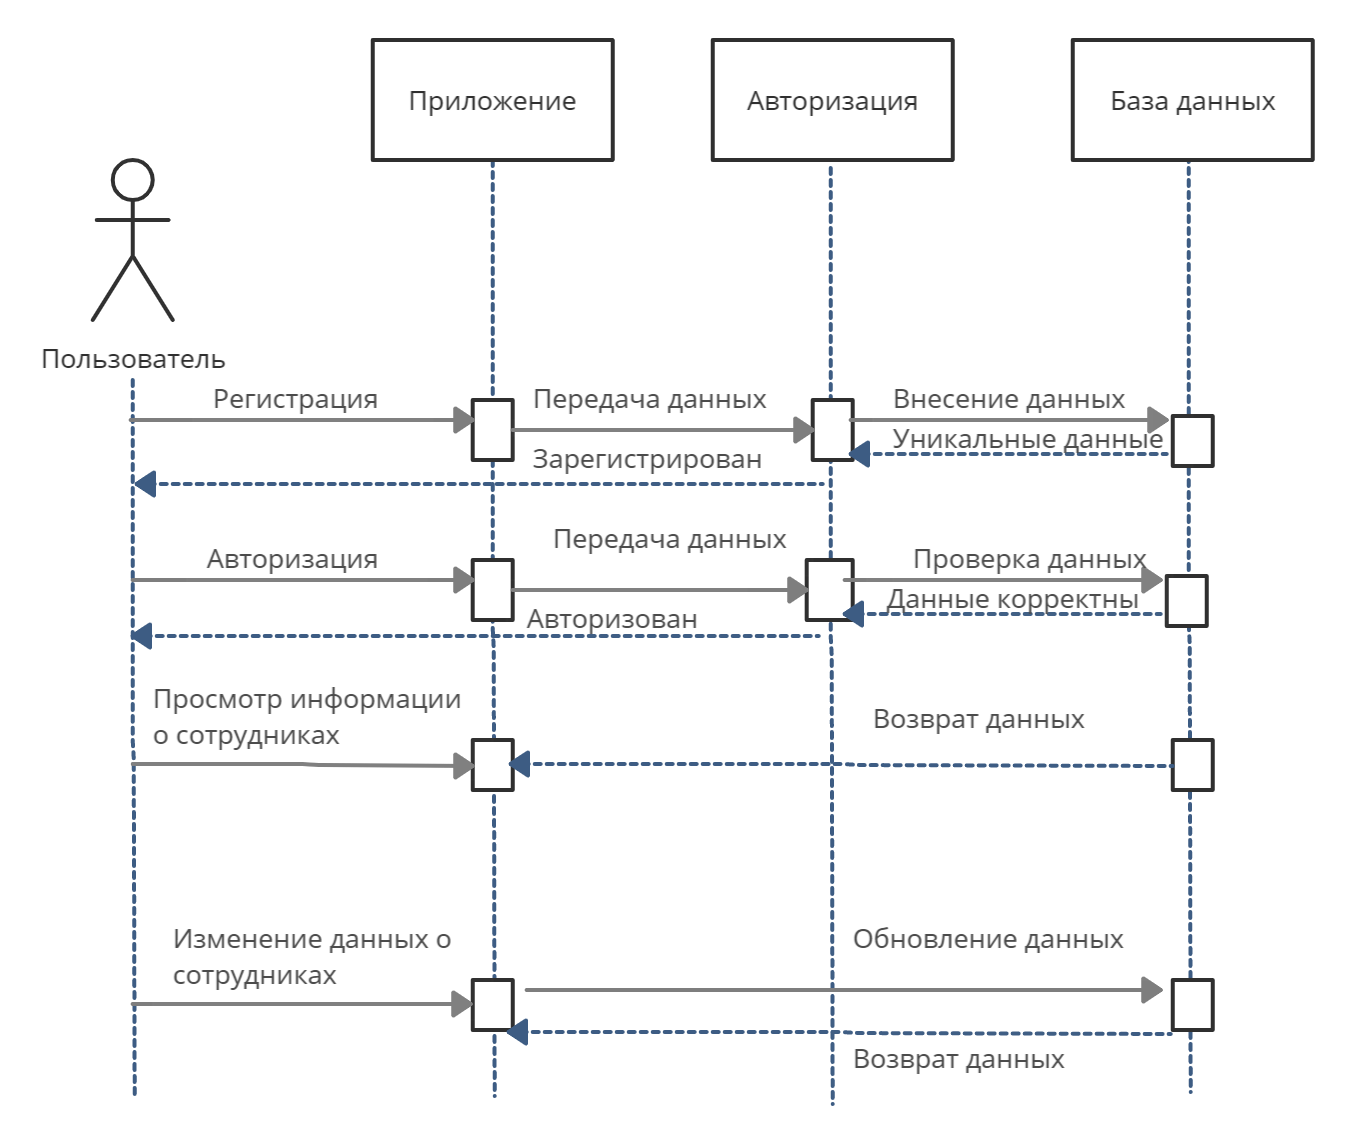 Приложение
Авторизация
База данных
Пользователь
Регистрация
Передача данных
Внесение данных
Уникальные данные
Зарегистрирован
Передача данных
Авторизация
Проверка данных
Данные корректны
Авторизован
Просмотр информации
о сотрудниках
Возврат данных
Изменение данных о
сотрудниках
Обновление данных
Возврат данных